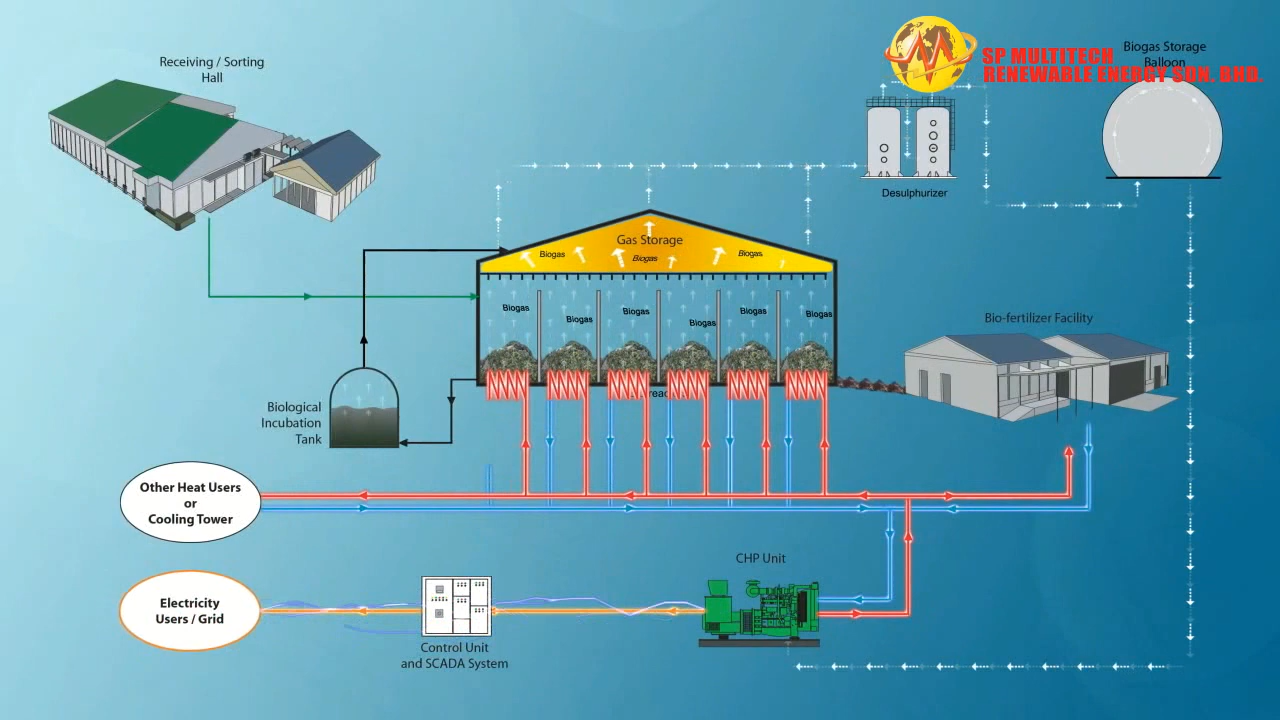 SP MULTITECH
RENEWABLE ENERGY SDN. BHD.
Biogas Storage
Balloon
Receiving / Sorting
Hall
Desulphurizer
Gas Storage
Biogas
Biogas
Biogas
Biogas
Biogas
Biogas
Biogas
Biogas
Biogas
Bio-fertilizer Facility
Biological
Incubation
Tank
Other Heat Users
or
Cooling Tower
CHP Unit
Electricity
Users / Grid
Control Unit
and SCADA System